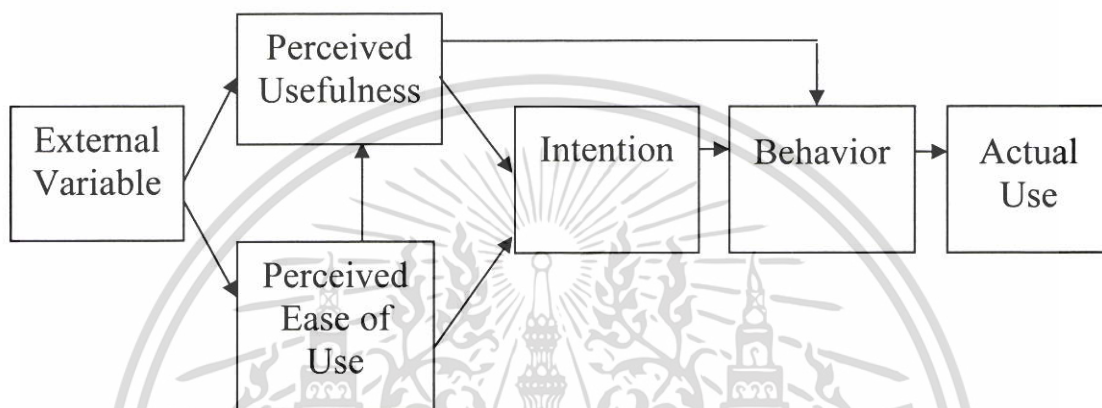 External
Variable
Perceived
Usefulness
Perceived
Ease of
Use
Intention
Behavior
Actual
Use